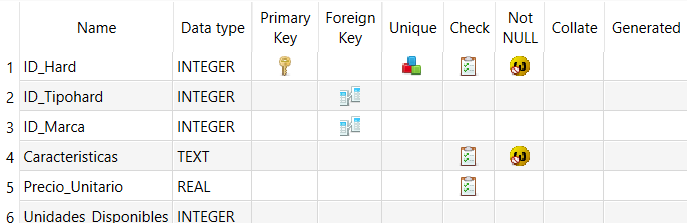 Name Data type Primary Key Foreign Key Unique Check Not NULL Collate Generated
1 ID_Hard INTEGER
2 ID_Tipohard INTEGER
3 ID_Marca INTEGER
4 Caracteristicas TEXT
5 Precio_Unitario REAL
6 Unidades_Disponibles INTEGER